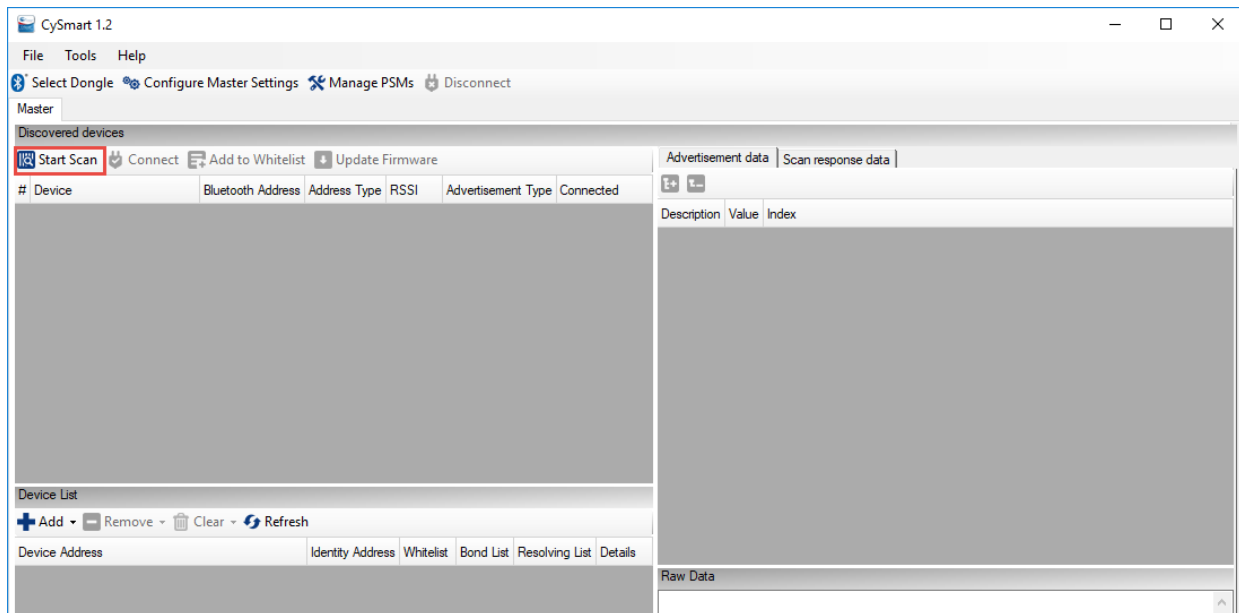 CySmart 1.2
File Tools Help
Select Dongle Configure Master Settings Manage PSMs Disconnect
Master
Discovered devices
Start Scan Connect Add to Whitelist Update Firmware
# Device Bluetooth Address Address Type RSSI Advertisement Type Connected
Advertisement data Scan response data
Description Value Index
Device List
Add Remove Clear Refresh
Device Address Identity Address Whitelist Bond List Resolving List Details
Raw Data